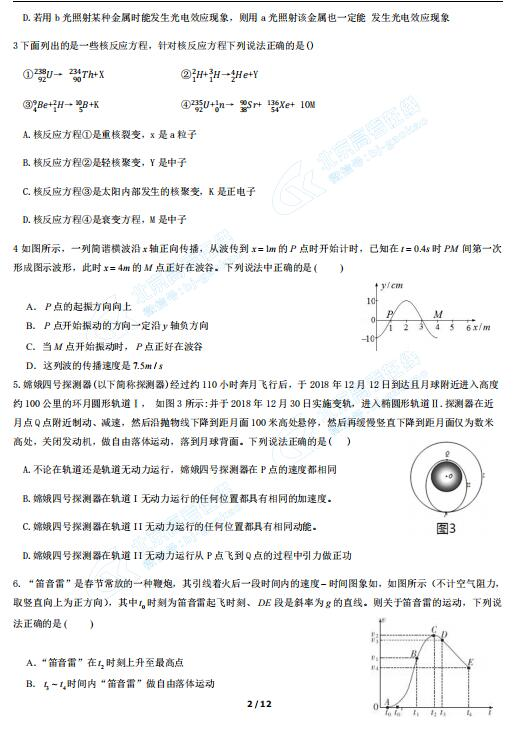 D. 若用 b 光照射某种金属时能发生光电效应现象，则用 a 光照射该金属也一定能 发生光电效应现象
3 下面列出的是一些核反应方程，针对核反应方程下列说法正确的是()
①²³⁸₉₂U→ ²³⁴₉₀Th+X ②²₁H+³₁H→⁴₂He+Y
③⁹₄Be+²₁H→¹⁰₅B+K ④²³⁵₉₂U+¹₀n→ ⁹⁰₃₈Sr+ ¹³⁶₅₄Xe+ 10M
A. 核反应方程①是重核裂变，x 是 a 粒子
B. 核反应方程②是轻核聚变，Y 是中子
C. 核反应方程③是太阳内部发生的核聚变，K 是正电子
D. 核反应方程④是衰变方程，M 是中子
4 如图所示，一列简谐横波沿 x 轴正向传播，从波传到 x = 1m 的 P 点时开始计时，已知在 t = 0.4s 时 PM 间第一次
形成图示波形，此时 x = 4m 的 M 点正好在波谷。下列说法中正确的是 ( )
A． P 点的起振方向向上
B． P 点开始振动的方向一定沿 y 轴负方向
C．当 M 点开始振动时， P 点正好在波谷
D．这列波的传播速度是 7.5m / s
y/cm
10
0
-10
P
M
1 2 3 4 5 6 x/m
5. 嫦娥四号探测器(以下简称探测器)经过约 110 小时奔月飞行后，于 2018 年 12 月 12 日到达且月球附近进入高度
约 100 公里的环月圆形轨道Ⅰ， 如图 3 所示:并于 2018 年 12 月 30 日实施变轨，进入椭圆形轨道Ⅱ. 探测器在近
月点 Q 点附近制动、减速，然后沿抛物线下降到距月面 100 米高处悬停，然后再缓慢竖直下降到距月面仅为数米
高处，关闭发动机，做自由落体运动，落到月球背面。下列说法正确的是 ( )
A. 不论在轨道还是轨道无动力运行，嫦娥四号探测器在 P 点的速度都相同
B. 嫦娥四号探测器在轨道 I 无动力运行的任何位置都具有相同的加速度。
C. 嫦娥四号探测器在轨道 II 无动力运行的任何位置都具有相同动能。
D. 嫦娥四号探测器在轨道 II 无动力运行从 P 点飞到 Q 点的过程中引力做正功
Q
O
P
图3
6. “笛音雷”是春节常放的一种鞭炮，其引线着火后一段时间内的速度－时间图象如，如图所示（不计空气阻力，
取竖直向上为正方向），其中 t₀ 时刻为笛音雷起飞时刻、 DE 段是斜率为 g 的直线。则关于笛音雷的运动，下列说
法正确的是 ( )
A．“笛音雷”在 t₂ 时刻上升至最高点
B． t₃ ~ t₄ 时间内“笛音雷”做自由落体运动
v
v₂
v₃
v₁
v₄
0
A
B
C
D
E
t₀ t₀' t₁ t₂ t₃ t₄ t
2 / 12
北京高考在线
微信号：bj-gaokao